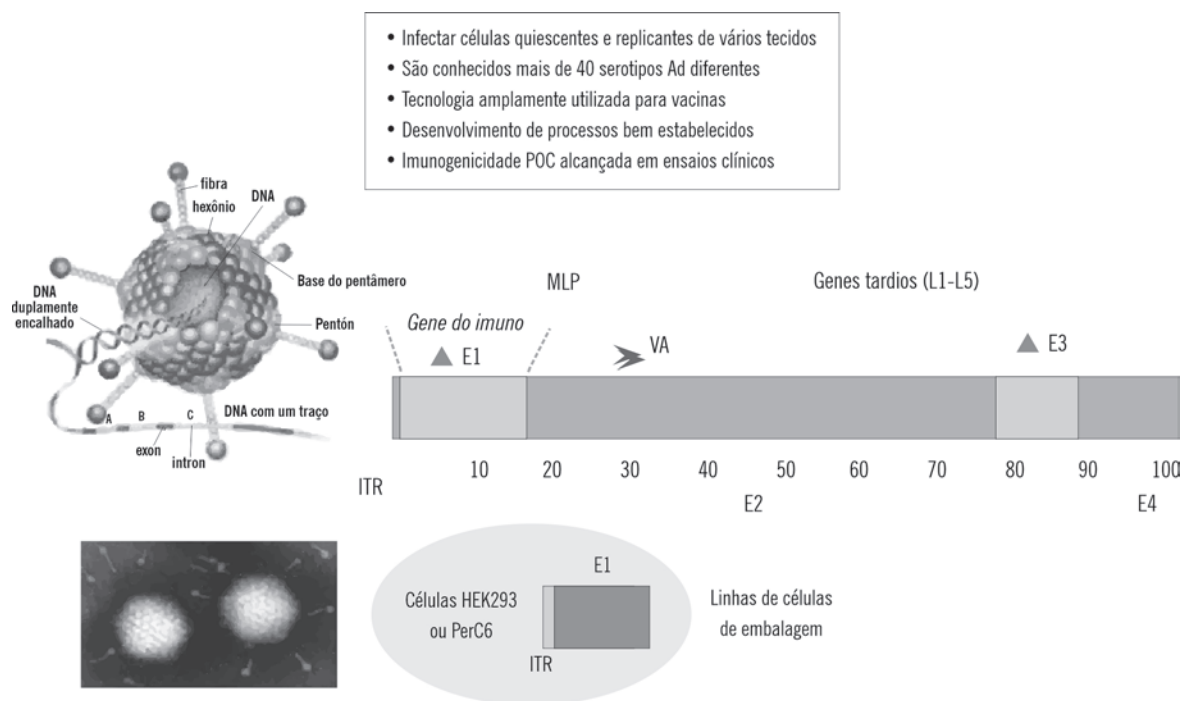 • Infectar células quiescentes e replicantes de vários tecidos
• São conhecidos mais de 40 serotipos Ad diferentes
• Tecnologia amplamente utilizada para vacinas
• Desenvolvimento de processos bem estabelecidos
• Imunogenicidade POC alcançada em ensaios clínicos
fibra
hexônio
DNA
Base do pentâmero
DNA
duplamente
encalhado
Pentón
A B C
DNA com um traço
exon
intron
MLP
Genes tardios (L1-L5)
Gene do imuno
E1
VA
E3
10 20 30 40 50 60 70 80 90 100
ITR
E2
E4
E1
Células HEK293
ou PerC6
ITR
Linhas de células
de embalagem